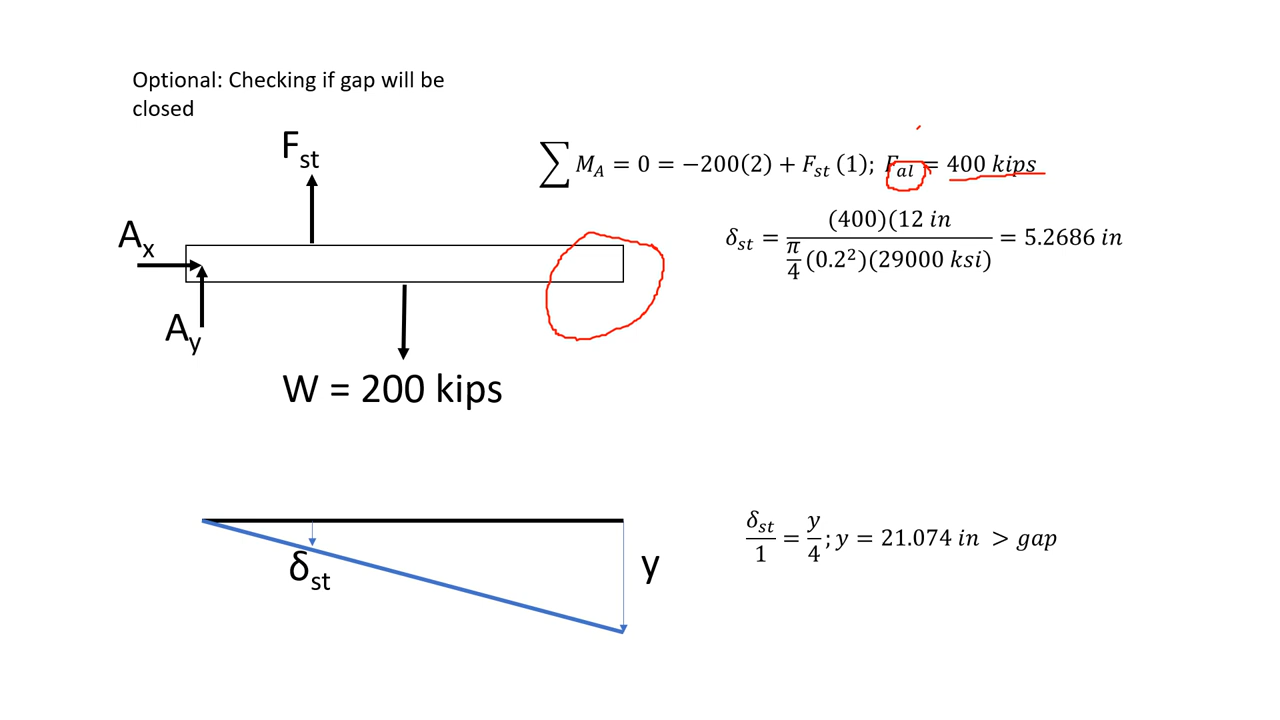 Optional: Checking if gap will be
closed
F_st
∑ M_A = 0 = −200(2) + F_st (1); F_al = 400 kips
A_x
δ_st = (400)(12 in / π/4 (0.2²)(29000 ksi) = 5.2686 in
A_y
W = 200 kips
δ_st / 1 = y / 4 ; y = 21.074 in > gap
δ_st
y